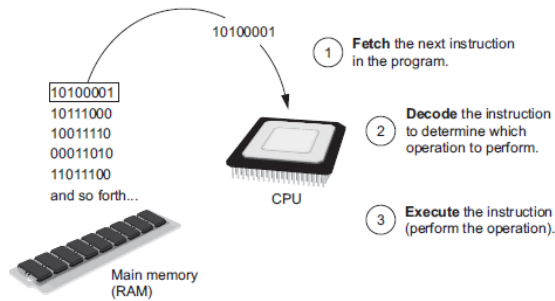 10100001
1
Fetch the next instruction
in the program.
10100001
10111000
10011110
00011010
11011100
and so forth...
CPU
2
Decode the instruction
to determine which
operation to perform.
3
Execute the instruction
(perform the operation).
Main memory
(RAM)